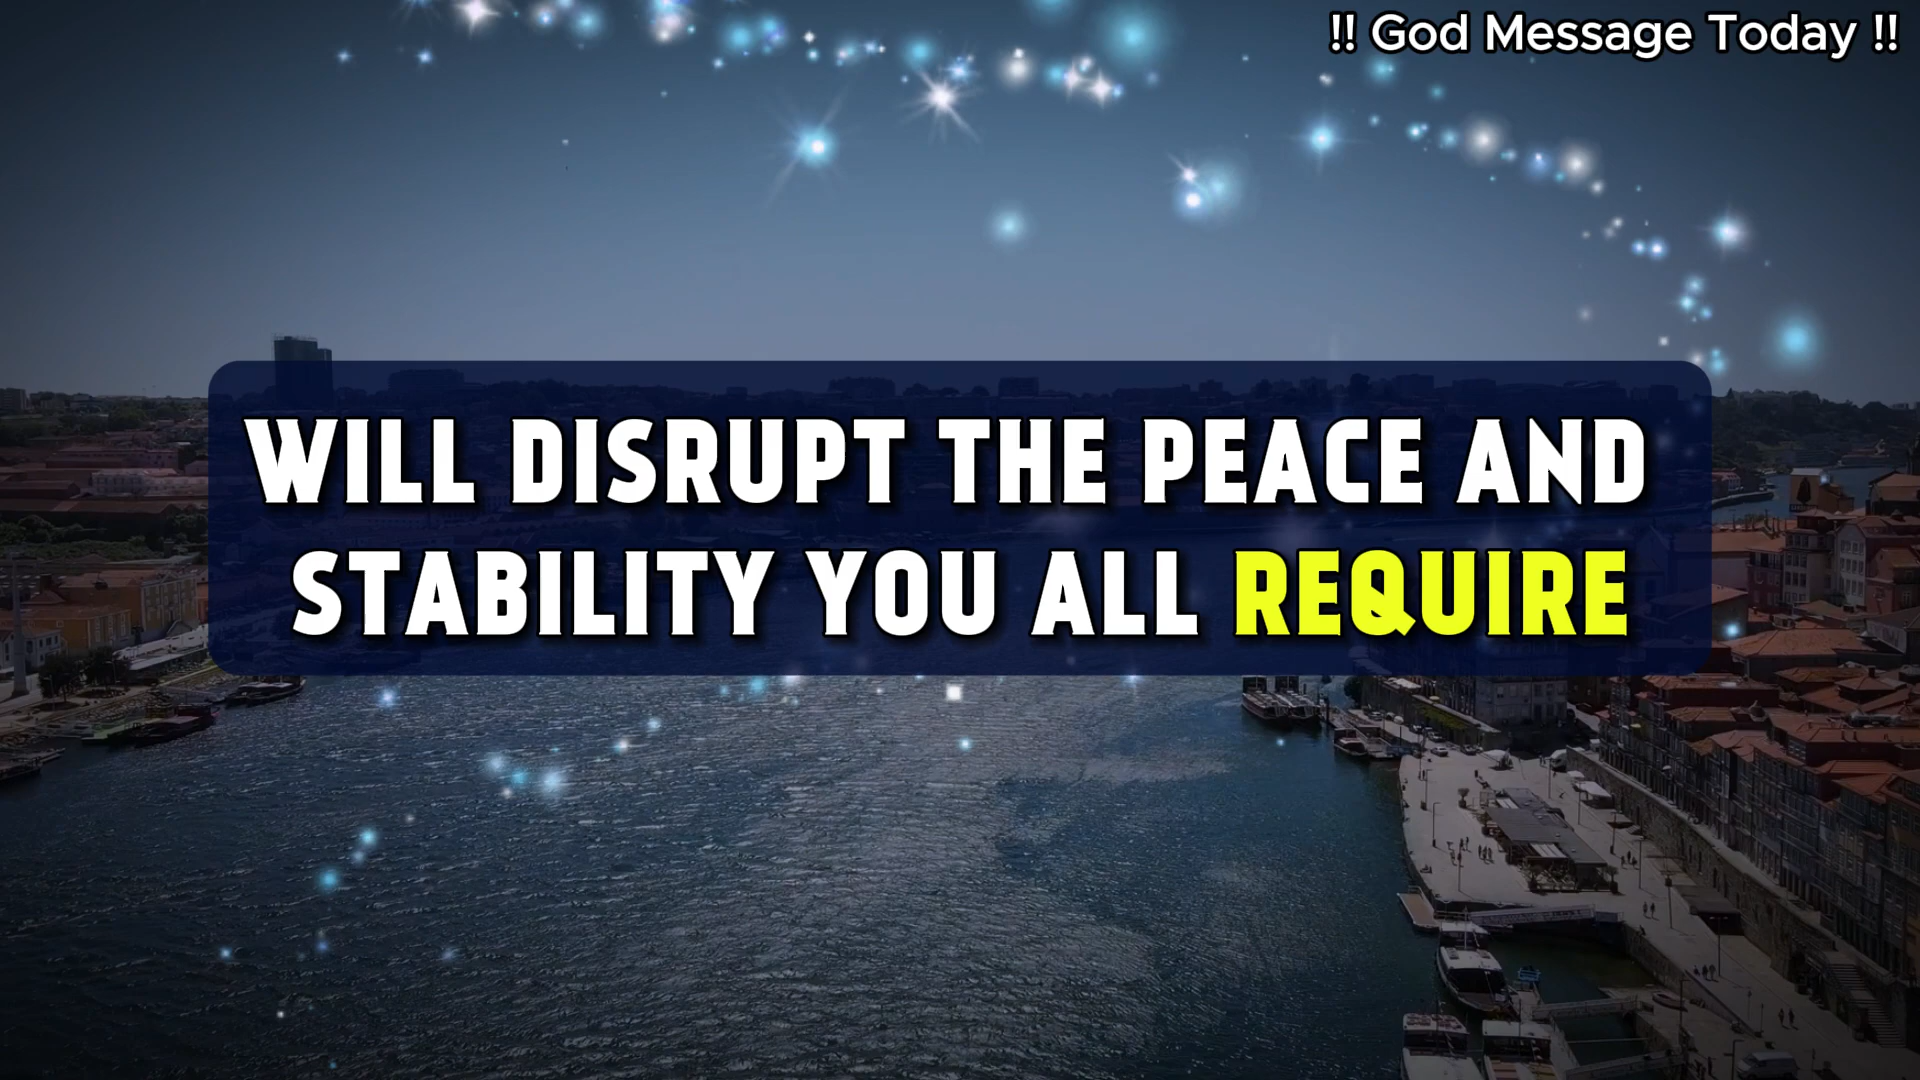 !! God Message Today !!
WILL DISRUPT THE PEACE AND
STABILITY YOU ALL REQUIRE